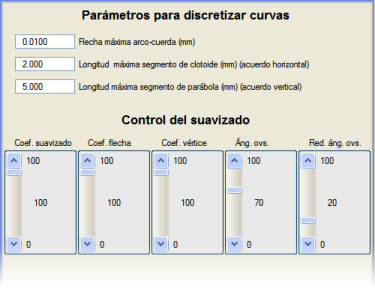 Parámetros para discretizar curvas
0.0100 Flecha máxima arco-cuerda (mm)
2.000 Longitud máxima segmento de clotoide (mm) (acuerdo horizontal)
5.000 Longitud máxima segmento de parábola (mm) (acuerdo vertical)
Control del suavizado
Coef. suavizado Coef. flecha Coef. vértice Áng. ovs. Red. áng. ovs.
100 100 100 100 100
100 100 100 70 20
0 0 0 0 0